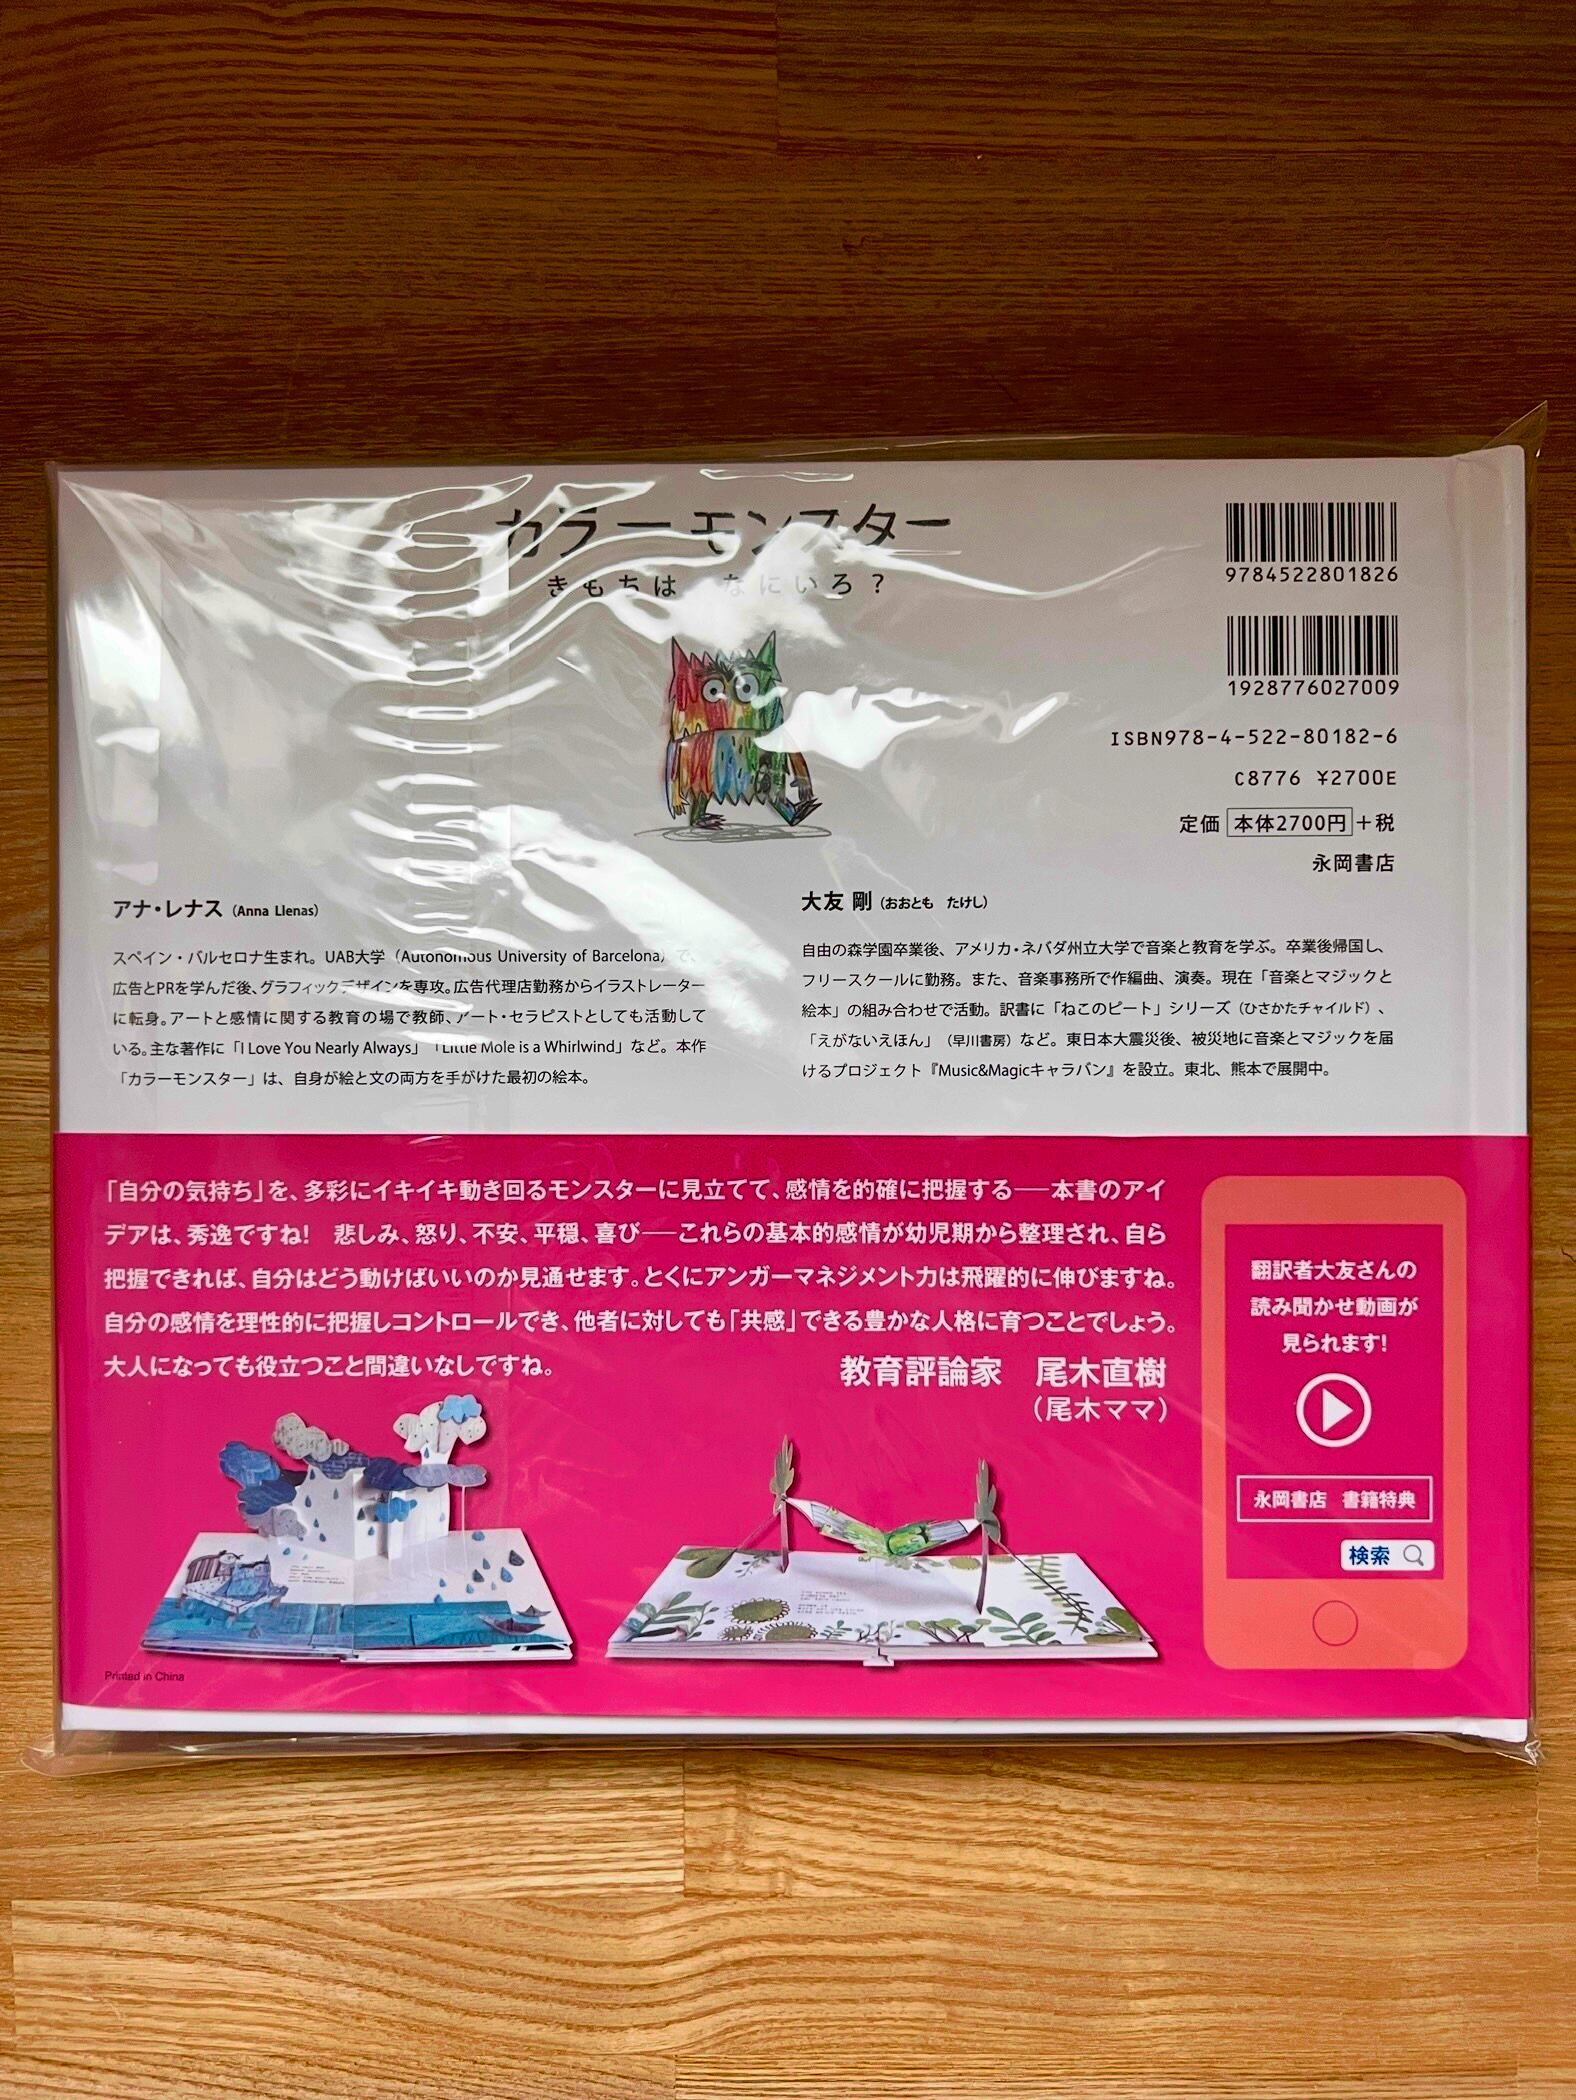 カラーモンスター
きもちは なにいろ?
9784522801826
1928776027009
ISBN978-4-522-80182-6
C8776 ¥2700E
定価 本体2700円+税
永岡書店
アナ・レナス (Anna Llenas)
スペイン・バルセロナ生まれ。UAB大学(Autonomous University of Barcelona)で、
広告とPRを学んだ後、グラフィックデザインを専攻。広告代理店勤務からイラストレーター
に転身。アートと感情に関する教育の場で教師、アート・セラピストとしても活動して
いる。主な著作に「I Love You Nearly Always」「Little Mole is a Whirlwind」など。本作
「カラーモンスター」は、自身が絵と文の両方を手がけた最初の絵本。
大友 剛 (おおとも たけし)
自由の森学園卒業後、アメリカ・ネバダ州立大学で音楽と教育を学ぶ。卒業後帰国し、
フリースクールに勤務。また、音楽事務所で作編曲、演奏。現在「音楽とマジックと
絵本」の組み合わせで活動。訳書に「ねこのピート」シリーズ(ひさかたチャイルド)、
「えがないえほん」(早川書房)など。東日本大震災後、被災地に音楽とマジックを届
けるプロジェクト『Music&Magicキャラバン』を設立。東北、熊本で展開中。
「自分の気持ち」を、多彩にイキイキ動き回るモンスターに見立てて、感情を的確に把握する——本書のアイ
デアは、秀逸ですね! 悲しみ、怒り、不安、平穏、喜び——これらの基本的感情が幼児期から整理され、自ら
把握できれば、自分はどう動けばいいのか見通せます。とくにアンガーマネジメント力は飛躍的に伸びますね。
自分の感情を理性的に把握しコントロールでき、他者に対しても「共感」できる豊かな人格に育つことでしょう。
大人になっても役立つこと間違いなしですね。
教育評論家 尾木直樹
(尾木ママ)
翻訳者大友さんの
読み聞かせ動画が
見られます!
永岡書店 書籍特典
検索
Printed in China